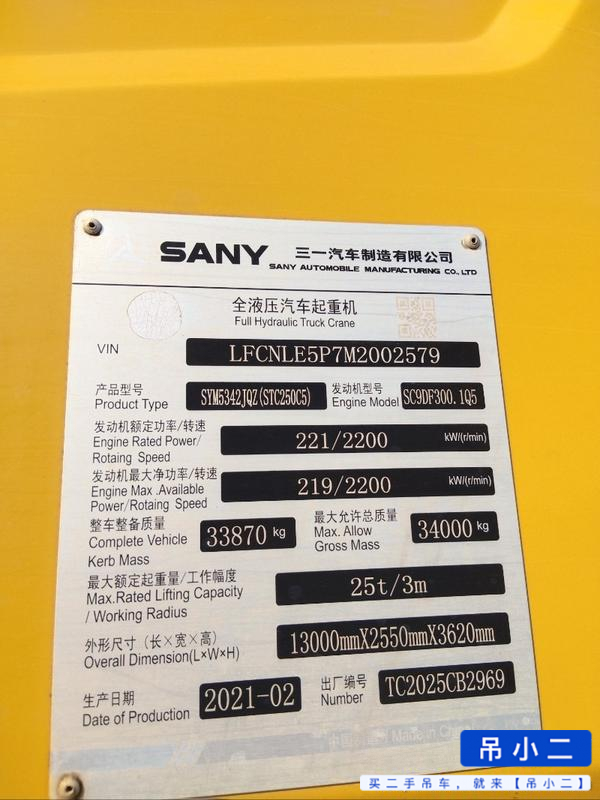 SANY 三一汽车制造有限公司
SANY AUTOMOBILE MANUFACTURING CO., LTD
全液压汽车起重机
Full Hydraulic Truck Crane
VIN LFCNLE5P7M2002579
产品型号 SYM5342JQZ(STC250C5) 发动机型号 SC9DF300.1Q5
Product Type Engine Model
发动机额定功率/转速
Engine Rated Power/ 221/2200 kW/(r/min)
Rotaing Speed
发动机最大净功率/转速
Engine Max .Available 219/2200 kW/(r/min)
Power/Rotaing Speed
整车整备质量 最大允许总质量
Complete Vehicle 33870 kg Max. Allow 34000 kg
Kerb Mass Gross Mass
最大额定起重量/工作幅度
Max.Rated Lifting Capacity 25t/3m
/ Working Radius
外形尺寸（长×宽×高） 13000mmX2550mmX3620mm
Overall Dimension(L×W×H)
生产日期 2021-02 出厂编号 TC2025CB2969
Date of Production Number
中国制造 / Made in China
吊小二
买二手吊车，就来【吊小二】